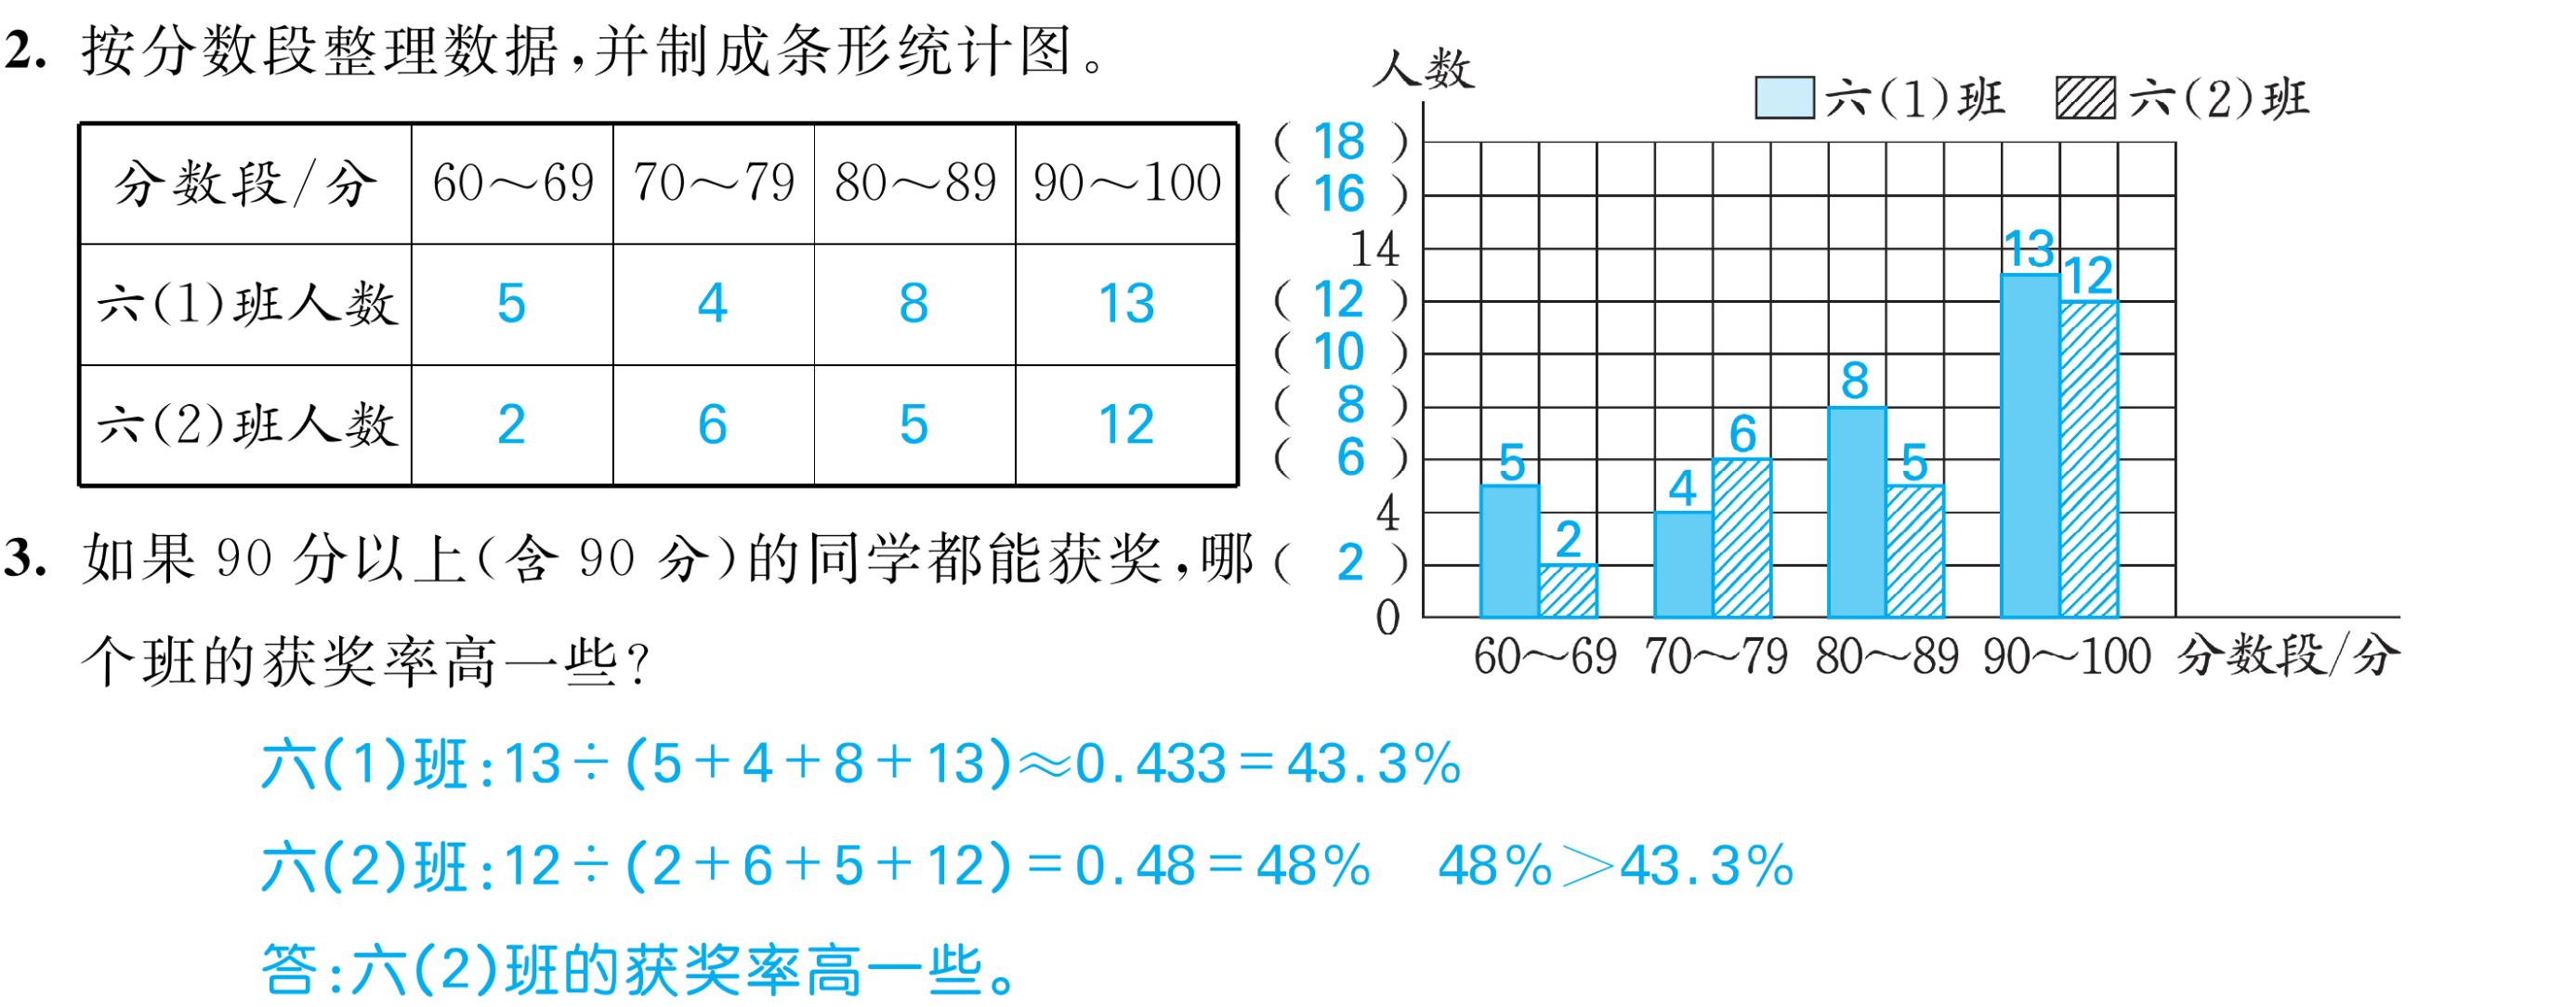 2. 按分数段整理数据,并制成条形统计图。
分数段/分 60～69 70～79 80～89 90～100
六(1)班人数 5 4 8 13
六(2)班人数 2 6 5 12
人数
六(1)班 六(2)班
( 18 )
( 16 )
14
( 12 )
( 10 )
( 8 )
( 6 )
4
( 2 )
0
5 2 4 6 8 5 13 12
60～69 70～79 80～89 90～100 分数段/分
3. 如果 90 分以上(含 90 分)的同学都能获奖,哪
个班的获奖率高一些?
六(1)班:13÷(5+4+8+13)≈0.433=43.3%
六(2)班:12÷(2+6+5+12)=0.48=48% 48%>43.3%
答:六(2)班的获奖率高一些。